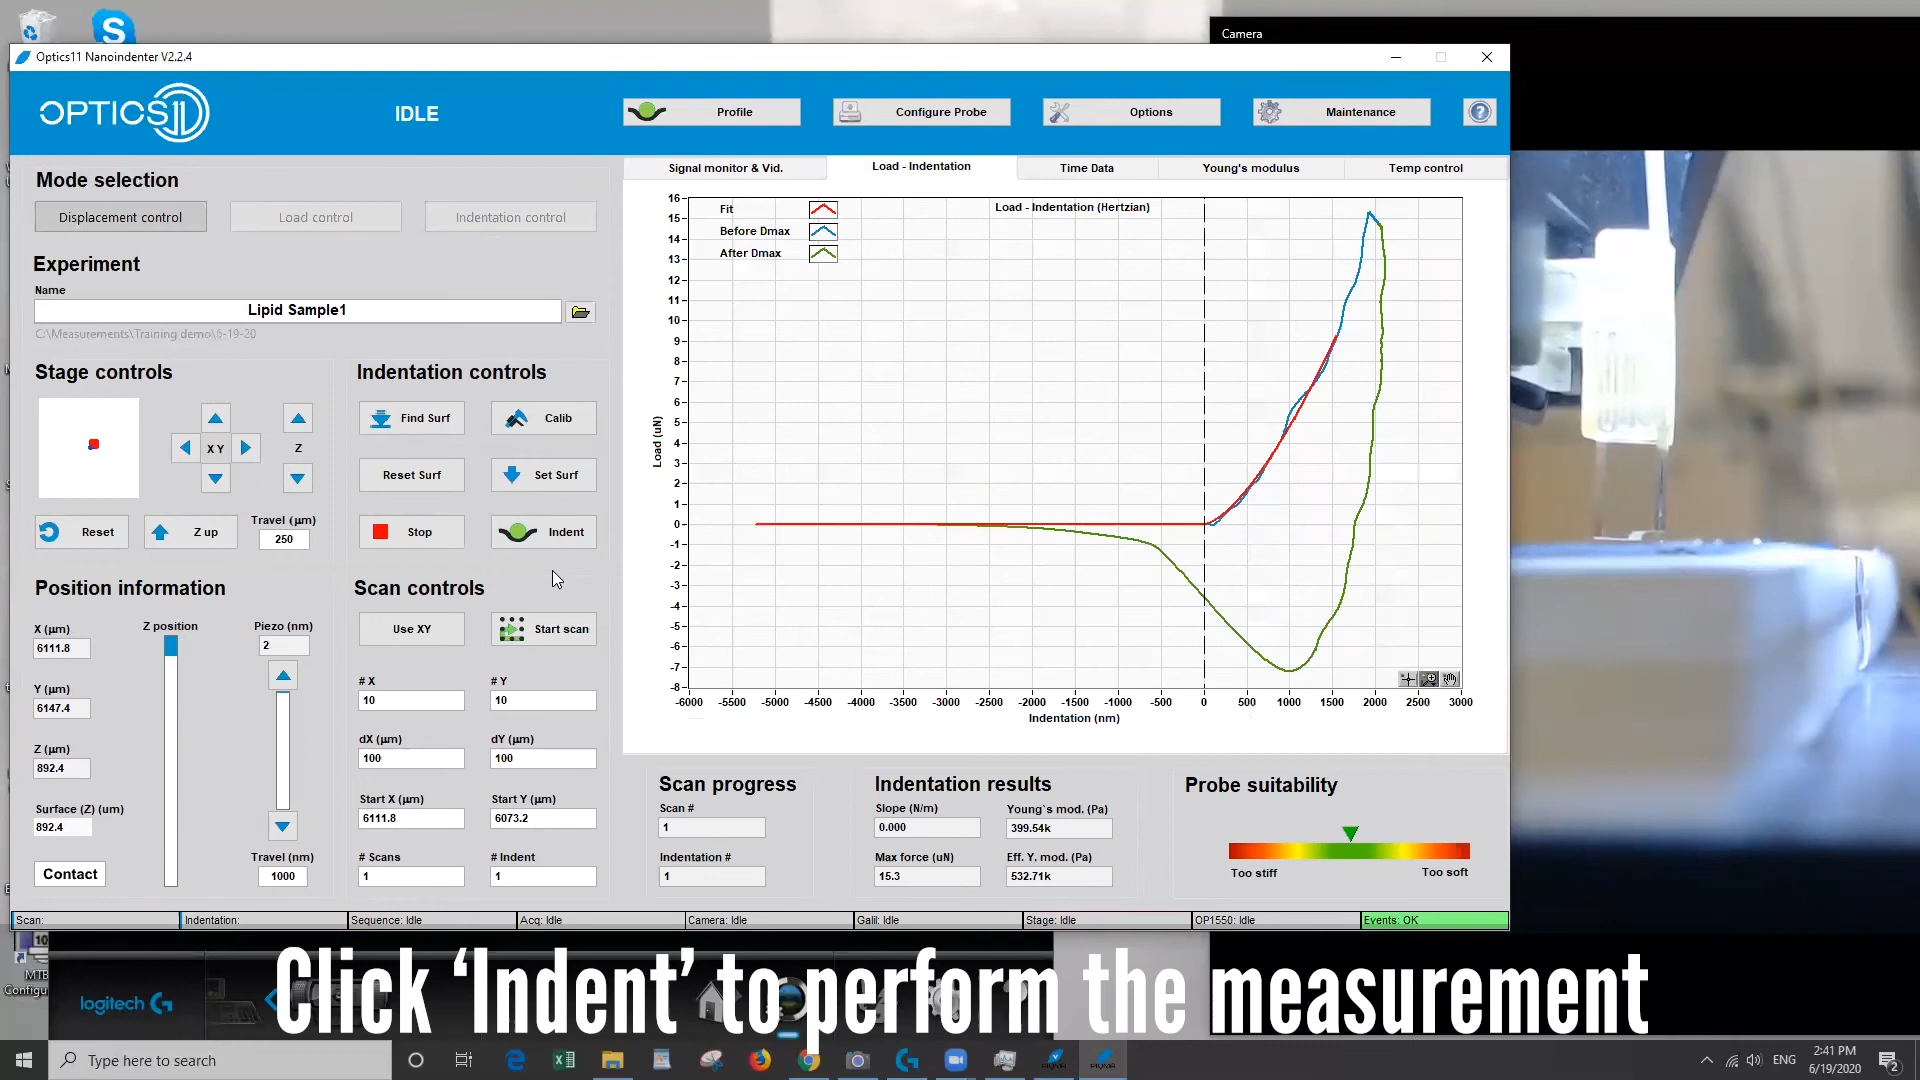 Camera
Optics11 Nanoindenter V2.2.4
OPTICS11
IDLE
Profile
Configure Probe
Options
Maintenance
Mode selection
Displacement control
Load control
Indentation control
Experiment
Name
Lipid Sample1
C:\Measurements\Training demo\6-19-20
Stage controls
X Y
Z
Reset
Z up
Travel (µm)
250
Indentation controls
Find Surf
Calib
Reset Surf
Set Surf
Stop
Indent
Position information
X (µm)
6111.8
Y (µm)
6147.4
Z (µm)
892.4
Surface (Z) (um)
892.4
Contact
Z position
Piezo (nm)
2
Travel (nm)
1000
Scan controls
Use XY
Start scan
# X
10
# Y
10
dX (µm)
100
dY (µm)
100
Start X (µm)
6111.8
Start Y (µm)
6073.2
# Scans
1
# Indent
1
Signal monitor & Vid.
Load - Indentation
Time Data
Young's modulus
Temp control
Load - Indentation (Hertzian)
Fit
Before Dmax
After Dmax
Load (uN)
16
15
14
13
12
11
10
9
8
7
6
5
4
3
2
1
0
-1
-2
-3
-4
-5
-6
-7
-8
-6000 -5500 -5000 -4500 -4000 -3500 -3000 -2500 -2000 -1500 -1000 -500 0 500 1000 1500 2000 2500 3000
Indentation (nm)
Scan progress
Scan #
1
Indentation #
1
Indentation results
Slope (N/m)
0.000
Young`s mod. (Pa)
399.54k
Max force (uN)
15.3
Eff. Y. mod. (Pa)
532.71k
Probe suitability
Too stiff
Too soft
Scan:
Indentation:
Sequence: Idle
Acq: Idle
Camera: Idle
Galil: Idle
Stage: Idle
OP1550: Idle
Events: OK
MTB
Configu
logitech G
Click ‘Indent’ to perform the measurement
Type here to search
ENG
2:41 PM
6/19/2020
2